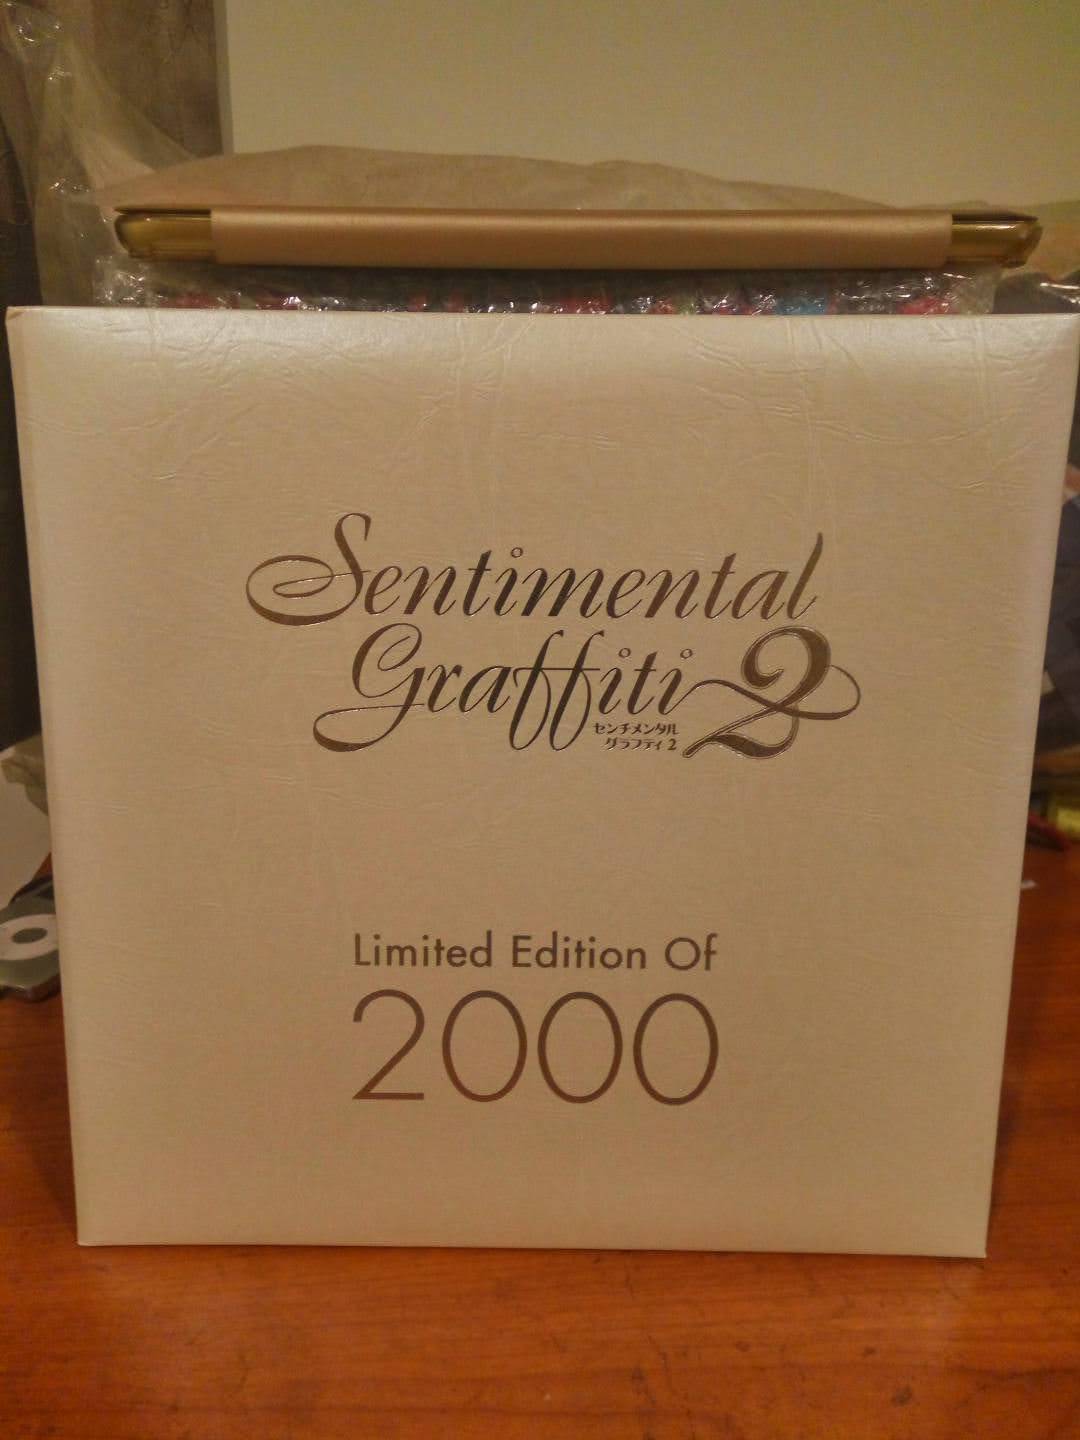 Sentimental
Graffiti 2
センチメンタル
グラフティ2
Limited Edition Of
2000